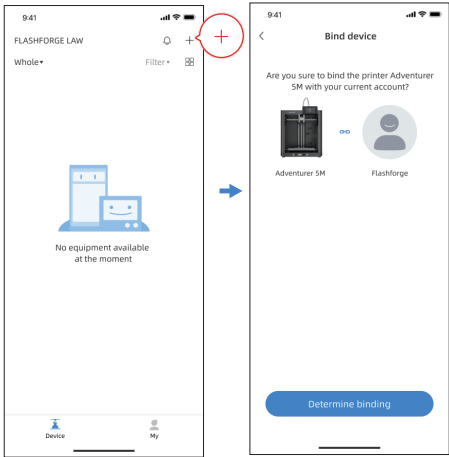 9:41
FLASHFORGE LAW
Whole▾
Filter▾
No equipment available
at the moment
Device
My
9:41
Bind device
Are you sure to bind the printer Adventurer
5M with your current account?
Adventurer 5M
Flashforge
Determine binding